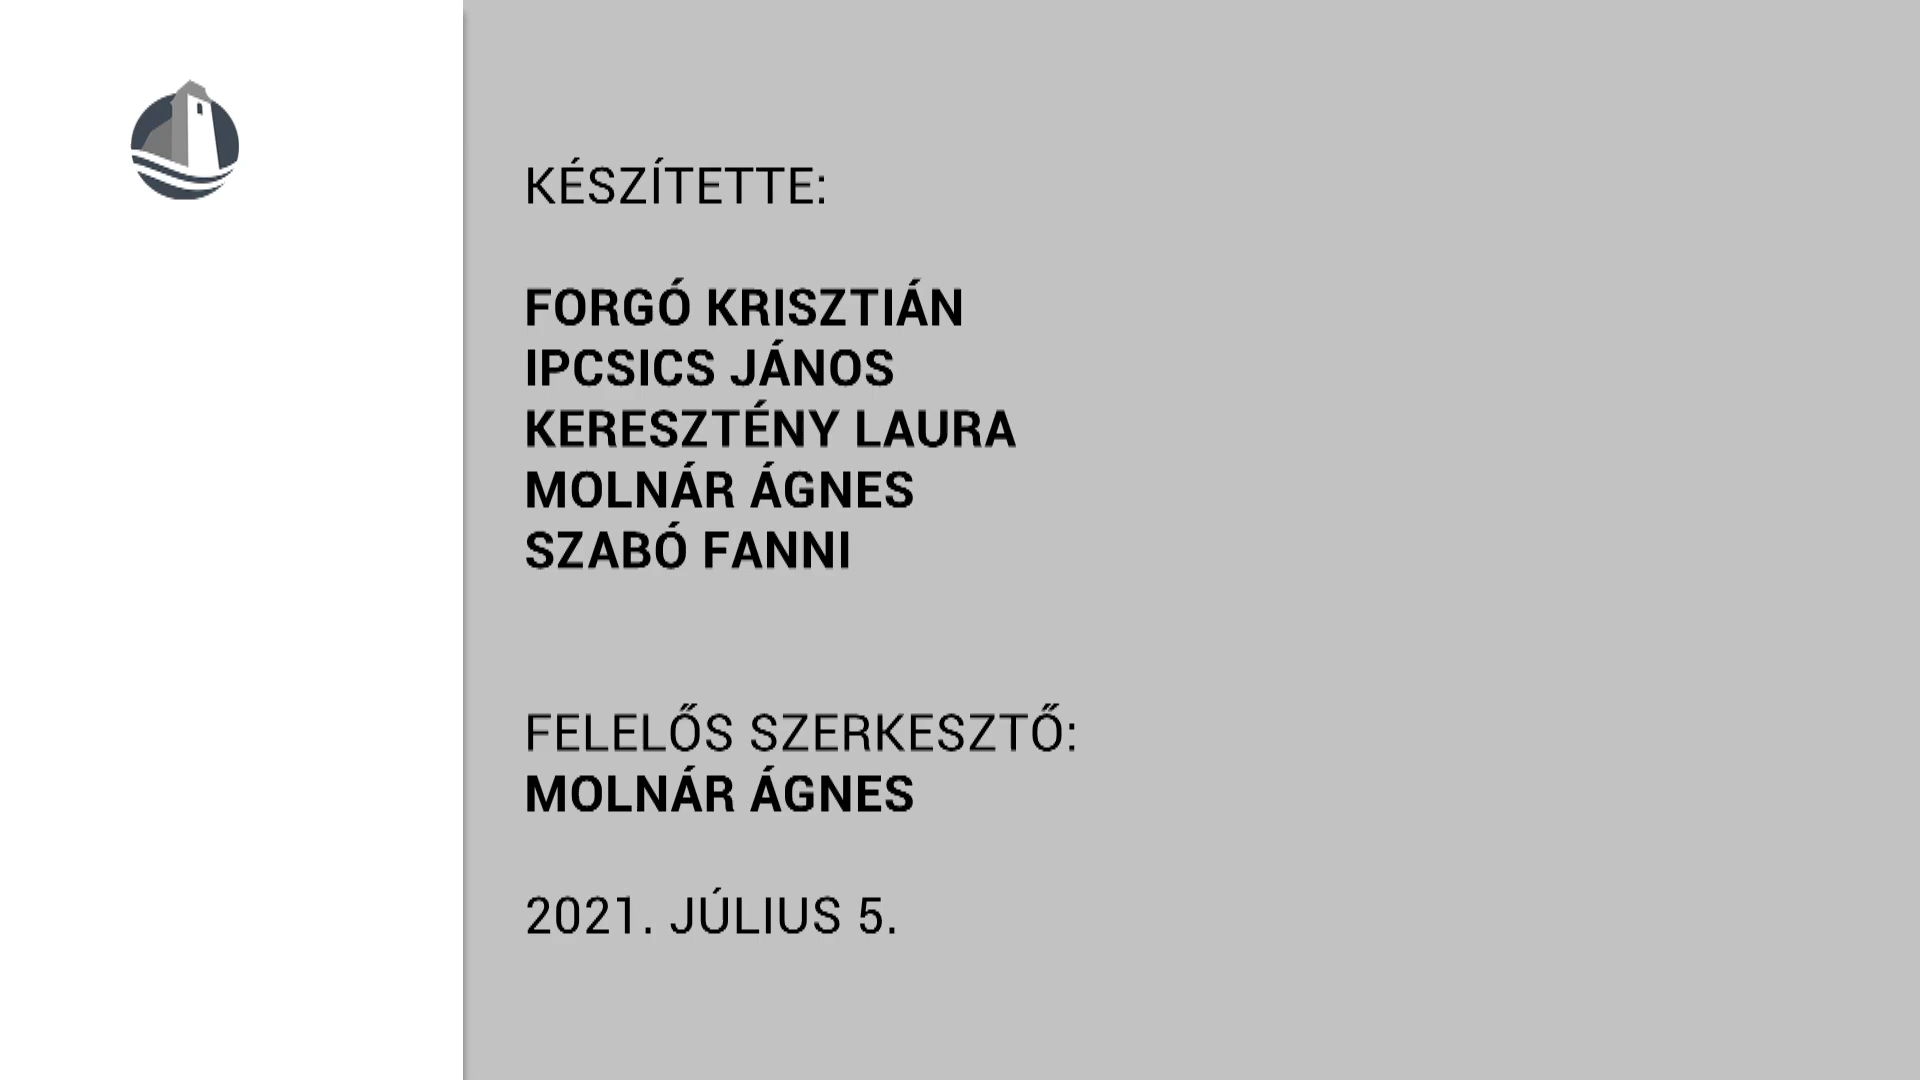 KÉSZÍTETTE:
FORGÓ KRISZTIÁN
IPCSICS JÁNOS
KERESZTÉNY LAURA
MOLNÁR ÁGNES
SZABÓ FANNI
FELELŐS SZERKESZTŐ:
MOLNÁR ÁGNES
2021. JÚLIUS 5.